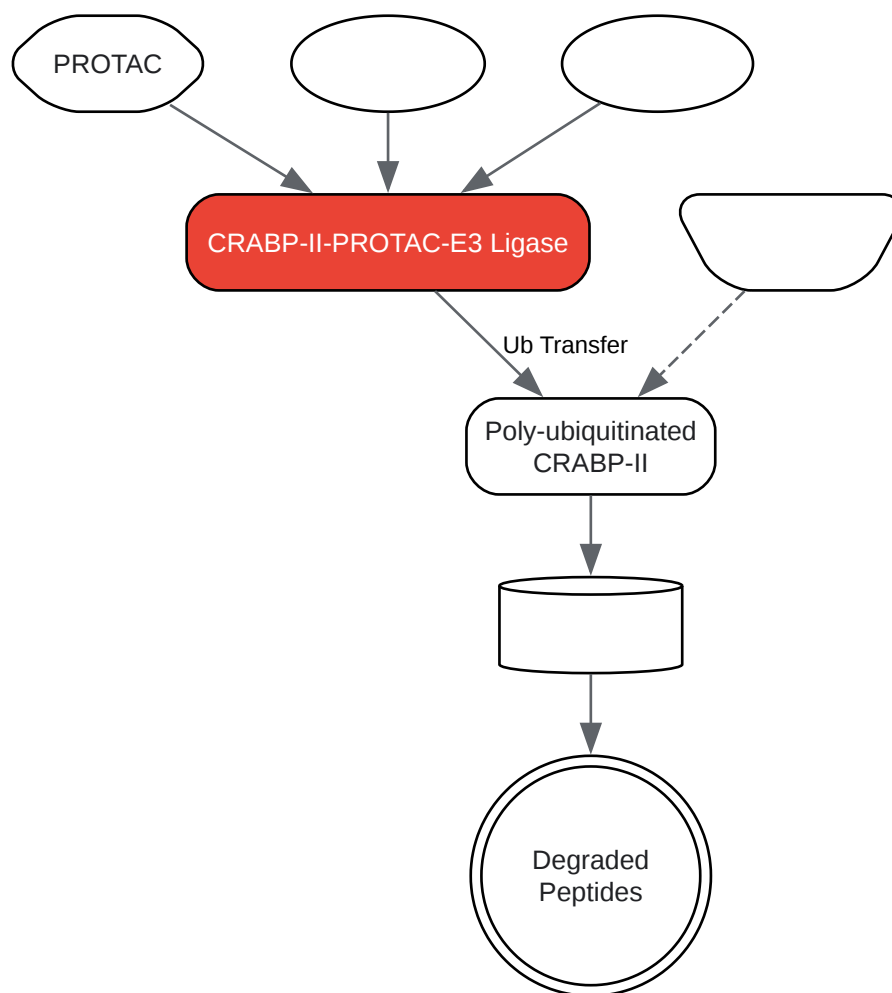 PROTAC
CRABP-II-PROTAC-E3 Ligase
Ub Transfer
Poly-ubiquitinated
CRABP-II
Degraded
Peptides